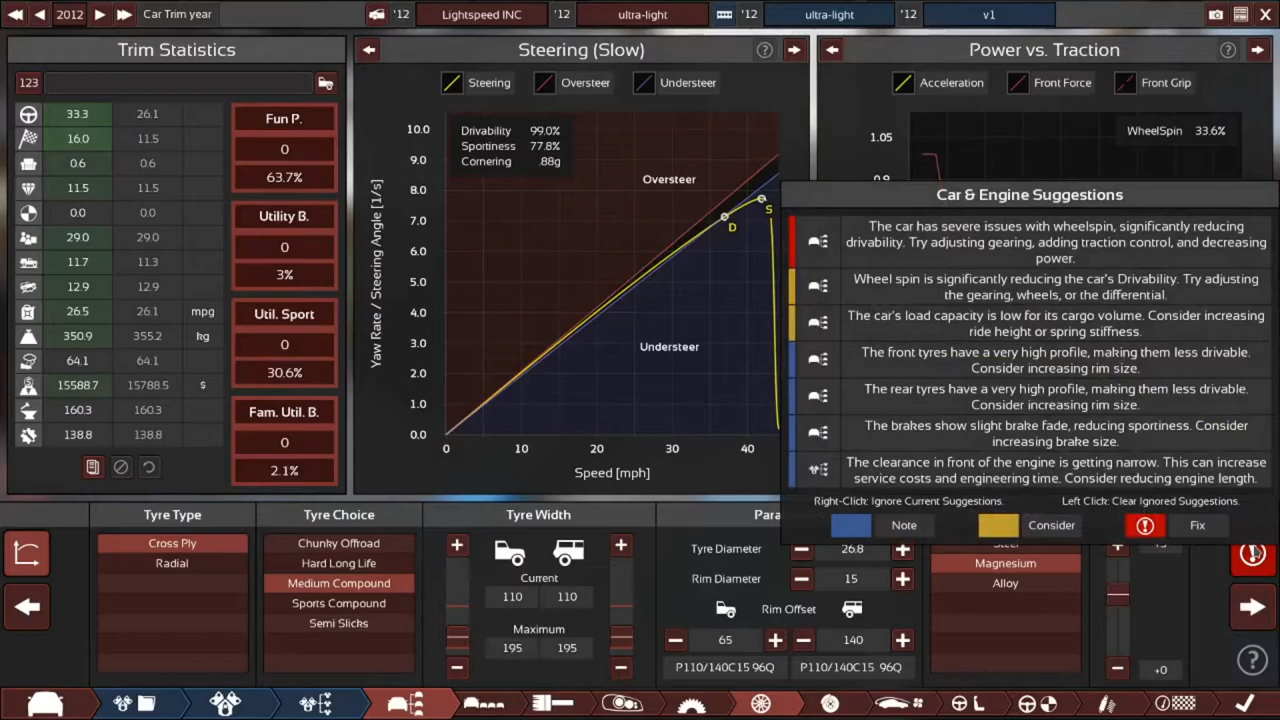 2012 Car Trim year '12 Lightspeed INC '12 ultra-light '12 ultra-light '12 v1
Trim Statistics
123
33.3 26.1
16.0 11.5
0.6 0.6
11.5 11.5
0.0 0.0
29.0 29.0
11.7 11.3
12.9 12.9
26.5 26.1 mpg
350.9 355.2 kg
64.1 64.1
15588.7 15788.5 $
160.3 160.3
138.8 138.8
Fun P.
0
63.7%
Utility B.
0
3%
Util. Sport
0
30.6%
Fam. Util. B.
0
2.1%
Steering (Slow)
?
Steering Oversteer Understeer
Drivability 99.0%
Sportiness 77.8%
Cornering .88g
Yaw Rate / Steering Angle [1/s]
10.0
9.0
8.0
7.0
6.0
5.0
4.0
3.0
2.0
1.0
0.0
Oversteer
S
D
Understeer
0 10 20 30 40
Speed [mph]
Power vs. Traction
?
Acceleration Front Force Front Grip
1.05
WheelSpin 33.6%
Car & Engine Suggestions
The car has severe issues with wheelspin, significantly reducing
drivability. Try adjusting gearing, adding traction control, and decreasing
power.
Wheel spin is significantly reducing the car's Drivability. Try adjusting
the gearing, wheels, or the differential.
The car's load capacity is low for its cargo volume. Consider increasing
ride height or spring stiffness.
The front tyres have a very high profile, making them less drivable.
Consider increasing rim size.
The rear tyres have a very high profile, making them less drivable.
Consider increasing rim size.
The brakes show slight brake fade, reducing sportiness. Consider
increasing brake size.
The clearance in front of the engine is getting narrow. This can increase
service costs and engineering time. Consider reducing engine length.
Right-Click: Ignore Current Suggestions. Left Click: Clear Ignored Suggestions.
Note Consider Fix
Tyre Type
Cross Ply
Radial
Tyre Choice
Chunky Offroad
Hard Long Life
Medium Compound
Sports Compound
Semi Slicks
Tyre Width
Current
110 110
Maximum
195 195
Para
Tyre Diameter 26.8
Rim Diameter 15
Rim Offset
65 140
P110/140C15 96Q P110/140C15 96Q
Magnesium
Alloy
+0
?